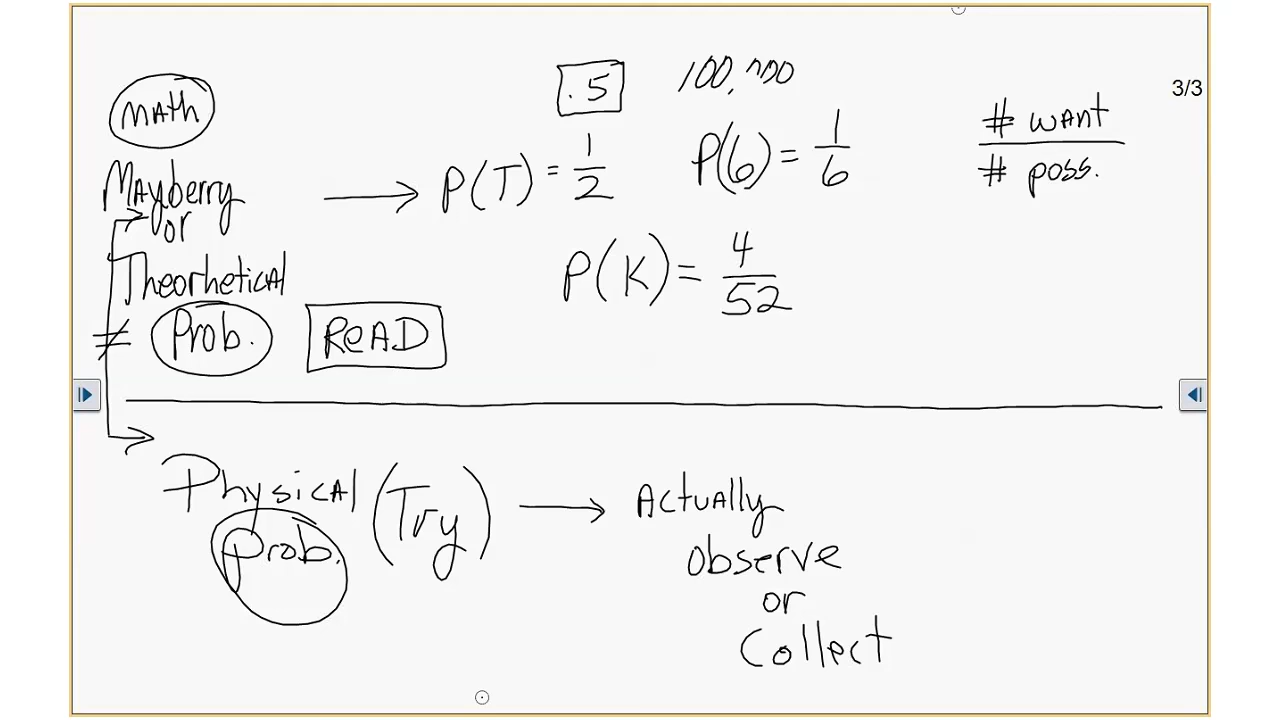 3/3
.5
100,000
math
# want
# poss.
P(T) = 1/2
P(6) = 1/6
Mayberry
or
Theorhetical
≠ Prob.
READ
P(K) = 4/52
Physical (Try)
prob.
Actually
observe
or
Collect